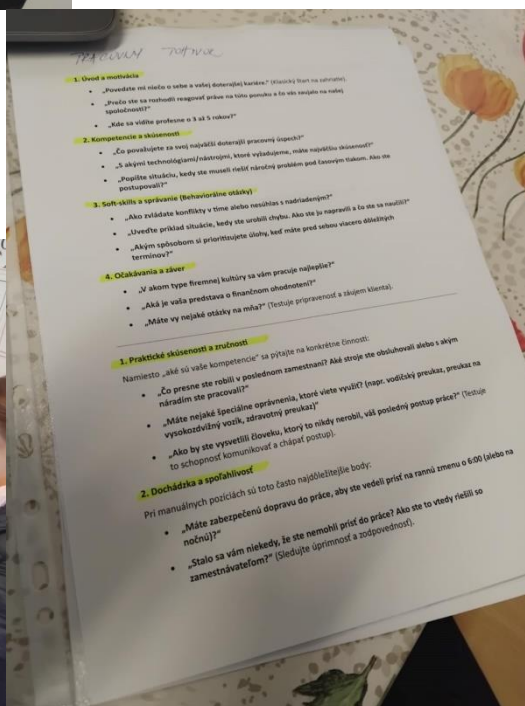 PRACOVNÝ POHOVOR
1. Úvod a motivácia
• „Povedzte mi niečo o sebe a vašej doterajšej kariére." (Klasický štart na zahriatie)
• „Prečo ste sa rozhodli reagovať práve na túto ponuku a čo vás zaujalo na našej
spoločnosti?"
• „Kde sa vidíte profesne o 3 až 5 rokov?"
2. Kompetencie a skúsenosti
• „Čo považujete za svoj najväčší doterajší pracovný úspech?"
• „S akými technológiami/nástrojmi, ktoré vyžadujeme, máte najväčšiu skúsenosť?"
• „Popíšte situáciu, kedy ste museli riešiť náročný problém pod časovým tlakom. Ako ste
postupovali?"
3. Soft-skills a správanie (Behaviorálne otázky)
• „Ako zvládate konflikty v tíme alebo nesúhlas s nadriadeným?"
• „Uveďte príklad situácie, kedy ste urobili chybu. Ako ste ju napravili a čo ste sa naučili?"
• „Akým spôsobom si prioritizujete úlohy, keď máte pred sebou viacero dôležitých
termínov?"
4. Očakávania a záver
• „V akom type firemnej kultúry sa vám pracuje najlepšie?"
• „Aká je vaša predstava o finančnom ohodnotení?"
• „Máte vy nejaké otázky na mňa?" (Testuje pripravenosť a záujem klienta).
1. Praktické skúsenosti a zručnosti
Namiesto „aké sú vaše kompetencie" sa pýtajte na konkrétne činnosti:
• „Čo presne ste robili v poslednom zamestnaní? Aké stroje ste obsluhovali alebo s akým
náradím ste pracovali?"
• „Máte nejaké špeciálne oprávnenia, ktoré viete využiť? (napr. vodičský preukaz, preukaz na
vysokozdvižný vozík, zdravotný preukaz)"
• „Ako by ste vysvetlili človeku, ktorý to nikdy nerobil, váš posledný postup práce?" (Testuje
to schopnosť komunikovať a chápať postup).
2. Dochádzka a spoľahlivosť
Pri manuálnych pozíciách sú toto často najdôležitejšie body:
• „Máte zabezpečenú dopravu do práce, aby ste vedeli prísť na rannú zmenu o 6:00 (alebo na
nočnú)?"
• „Stalo sa vám niekedy, že ste nemohli prísť do práce? Ako ste to vtedy riešili so
zamestnávateľom?" (Sledujte úprimnosť a zodpovednosť).